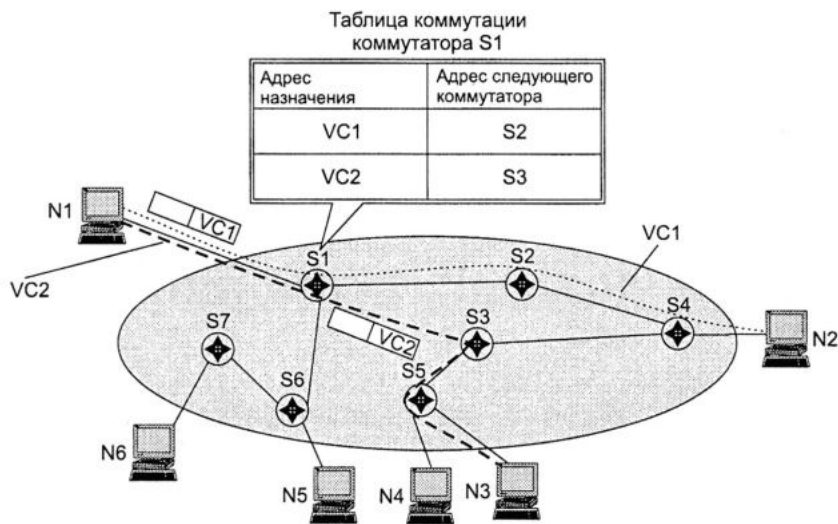 Таблица коммутации
коммутатора S1
Адрес
назначения
Адрес следующего
коммутатора
VC1
S2
VC2
S3
N1
VC1
VC2
S1
S2
VC1
S7
VC2
S3
S4
N2
S6
S5
N6
N5
N4
N3